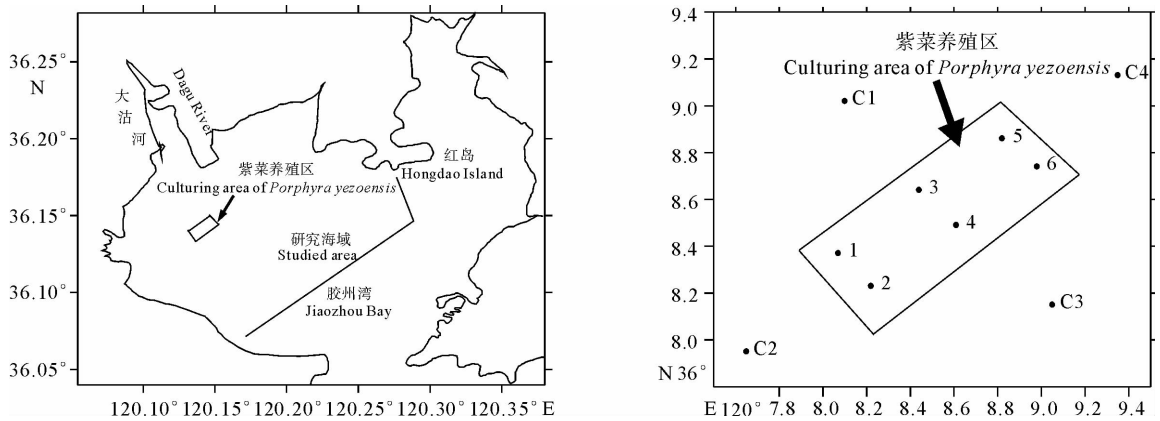 36.25°
N
36.20°
36.15°
36.10°
36.05°
大沽河
Dagu River
紫菜养殖区
Culturing area of Porphyra yezoensis
红岛
Hongdao Island
研究海域
Studied area
胶州湾
Jiaozhou Bay
120.10° 120.15° 120.20° 120.25° 120.30° 120.35° E
9.4
9.2
9.0
8.8
8.6
8.4
8.2
8.0
N 36°
紫菜养殖区
Culturing area of Porphyra yezoensis
C4
C1
5
6
3
4
1
2
C3
C2
E 120° 7.8 8.0 8.2 8.4 8.6 8.8 9.0 9.2 9.4